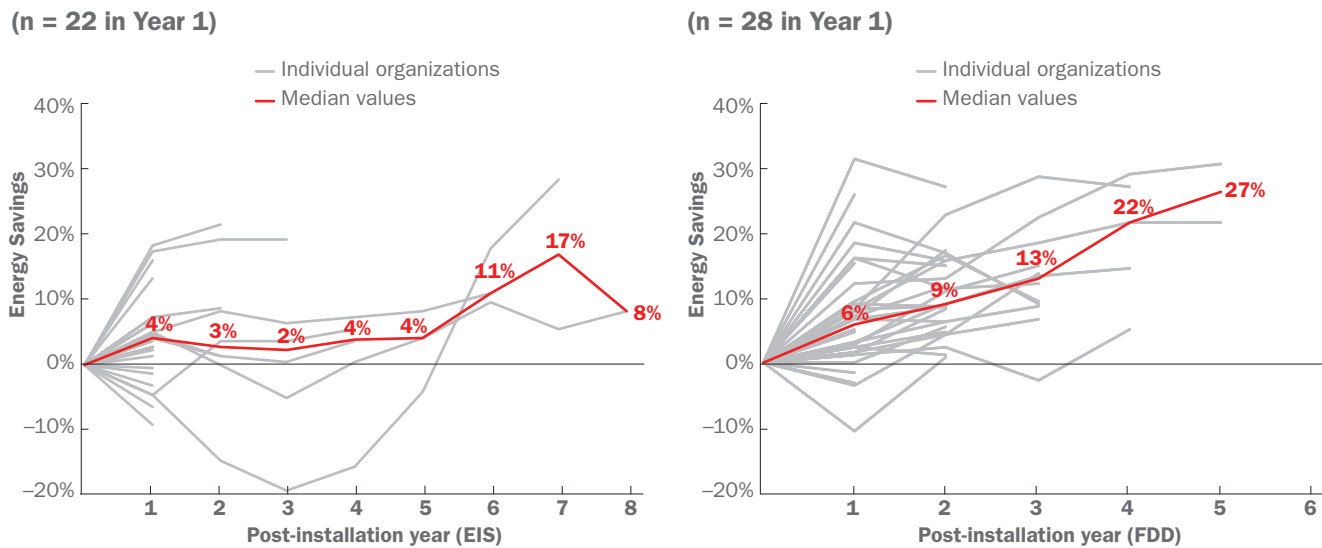 (n = 22 in Year 1)
Individual organizations
Median values
Energy Savings
40%
30%
20%
10%
0%
–10%
–20%
4%
3%
2%
4%
4%
11%
17%
8%
1 2 3 4 5 6 7 8
Post-installation year (EIS)
(n = 28 in Year 1)
Individual organizations
Median values
Energy Savings
40%
30%
20%
10%
0%
–10%
–20%
6%
9%
13%
22%
27%
1 2 3 4 5 6
Post-installation year (FDD)